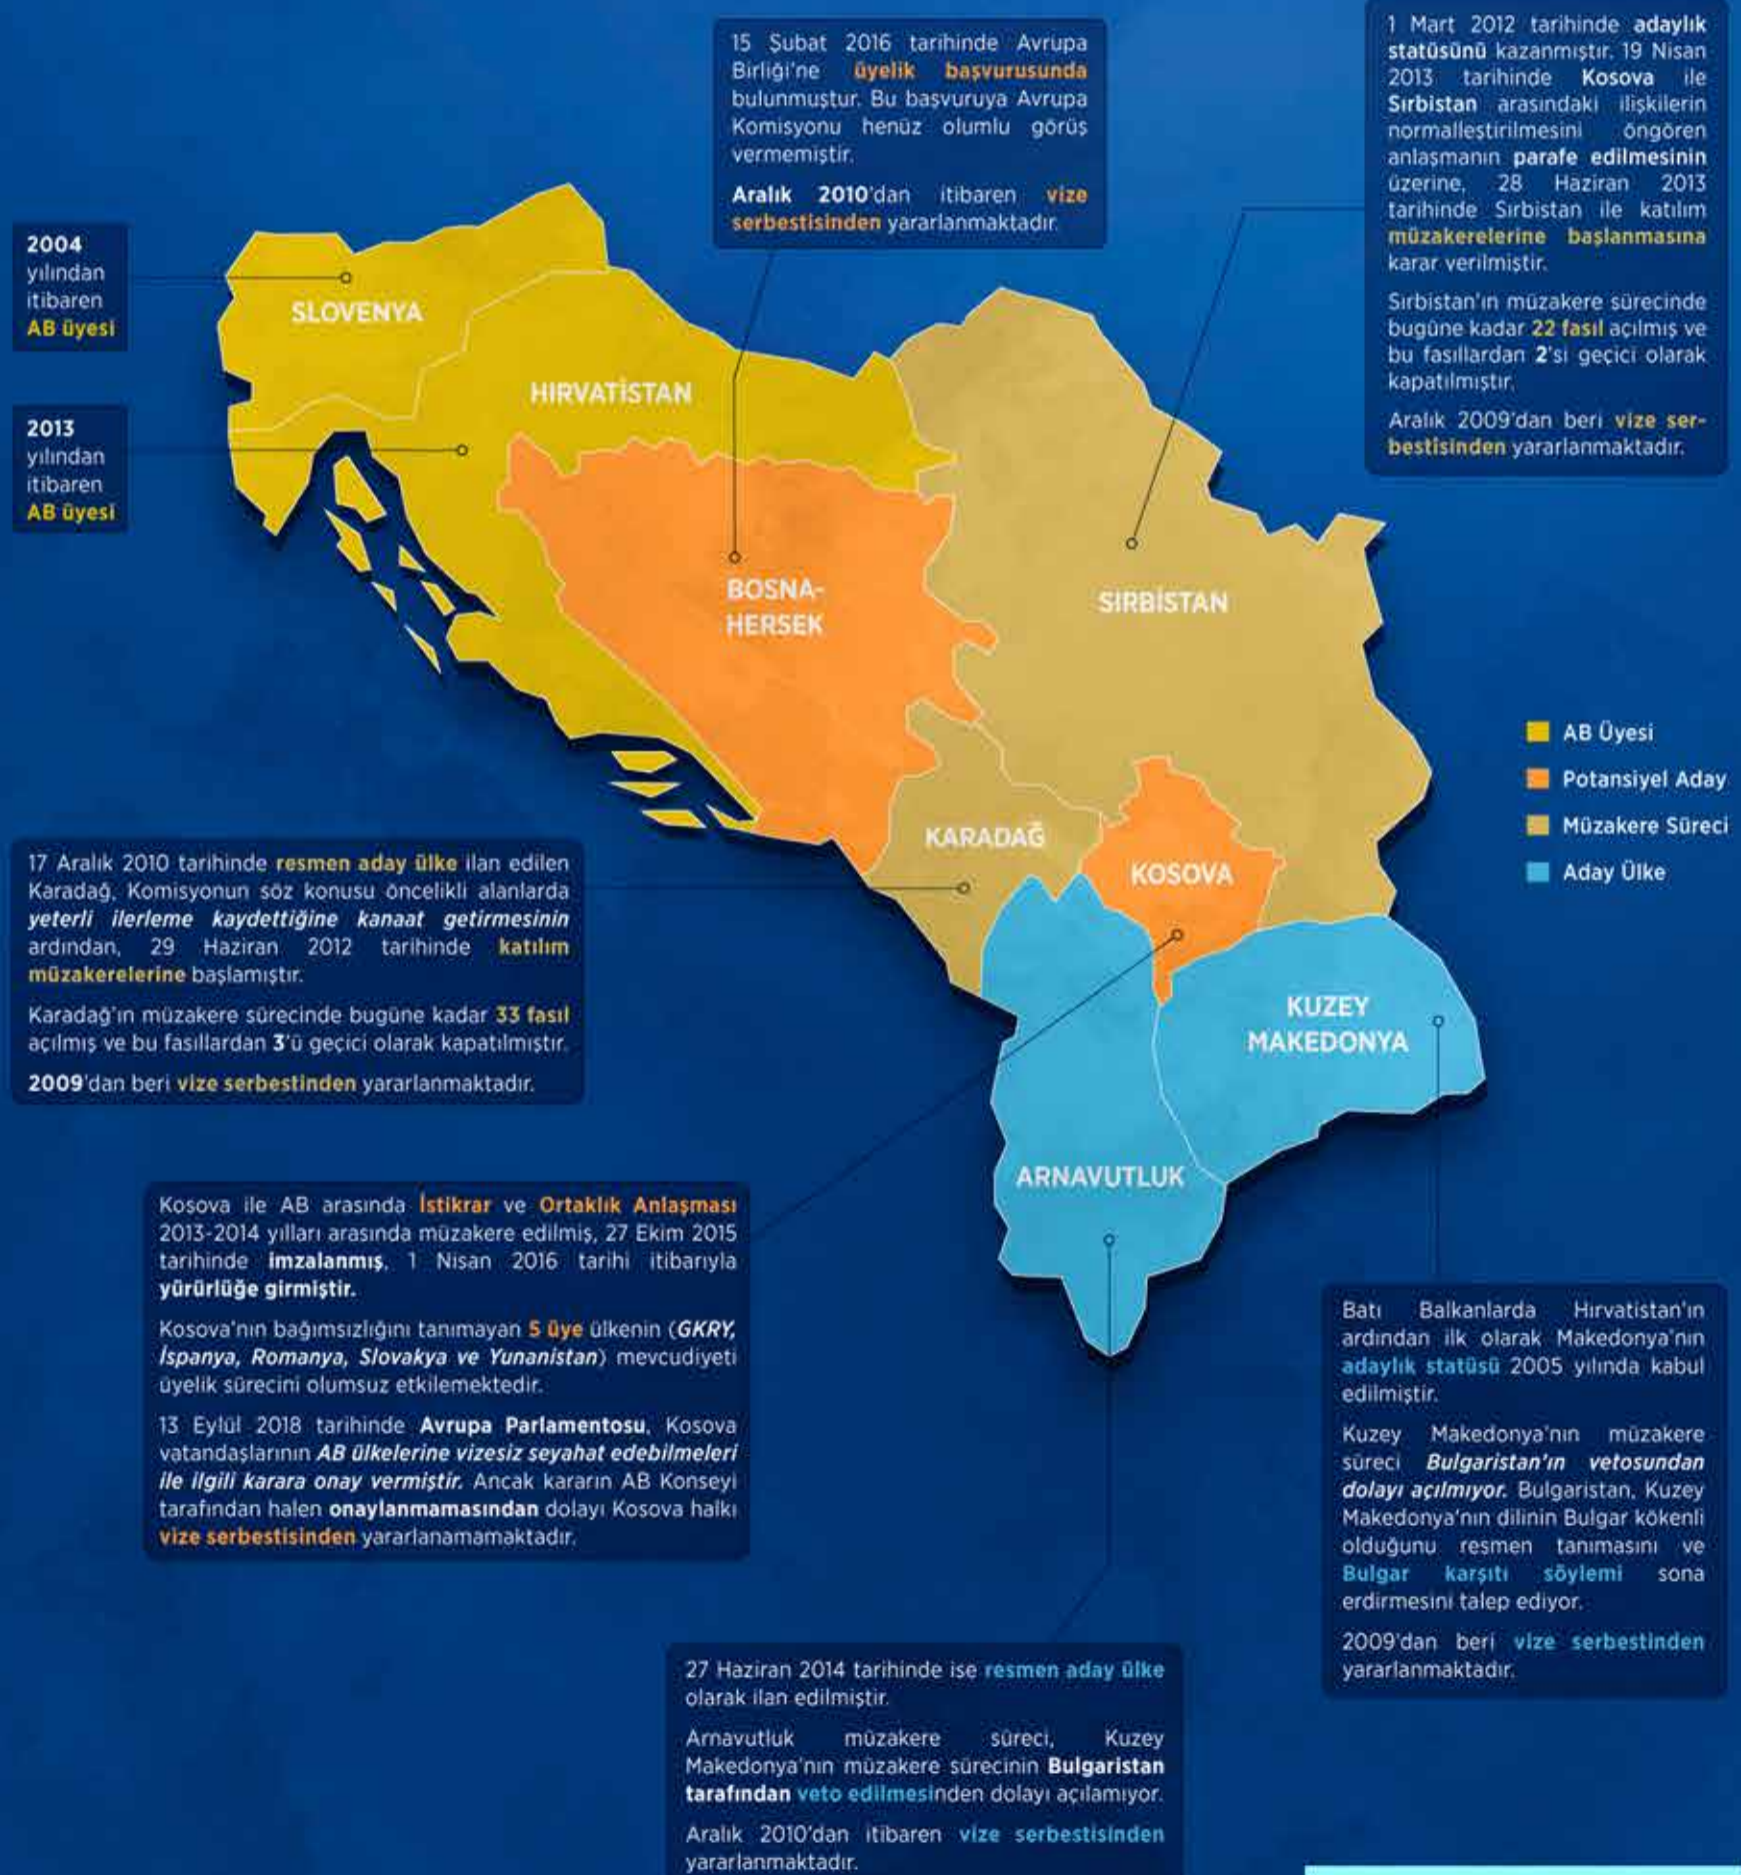 15 Şubat 2016 tarihinde Avrupa
Birliği'ne üyelik başvurusunda
bulunmuştur. Bu başvuruya Avrupa
Komisyonu henüz olumlu görüş
vermemiştir.
Aralık 2010'dan itibaren vize
serbestisinden yararlanmaktadır.
1 Mart 2012 tarihinde adaylık
statüsünü kazanmıştır. 19 Nisan
2013 tarihinde Kosova ile
Sırbistan arasındaki ilişkilerin
normalleştirilmesini öngören
anlaşmanın parafe edilmesinin
üzerine, 28 Haziran 2013
tarihinde Sırbistan ile katılım
müzakerelerine başlanmasına
karar verilmiştir.
Sırbistan'ın müzakere sürecinde
bugüne kadar 22 fasıl açılmış ve
bu fasıllardan 2'si geçici olarak
kapatılmıştır.
Aralık 2009'dan beri vize ser-
bestisinden yararlanmaktadır.
2004
yılından
itibaren
AB üyesi
2013
yılından
itibaren
AB üyesi
SLOVENYA
HIRVATİSTAN
BOSNA-
HERSEK
SIRBİSTAN
KARADAĞ
KOSOVA
KUZEY
MAKEDONYA
ARNAVUTLUK
AB Üyesi
Potansiyel Aday
Müzakere Süreci
Aday Ülke
17 Aralık 2010 tarihinde resmen aday ülke ilan edilen
Karadağ, Komisyonun söz konusu öncelikli alanlarda
yeterli ilerleme kaydettiğine kanaat getirmesinin
ardından, 29 Haziran 2012 tarihinde katılım
müzakerelerine başlamıştır.
Karadağ'ın müzakere sürecinde bugüne kadar 33 fasıl
açılmış ve bu fasıllardan 3'ü geçici olarak kapatılmıştır.
2009'dan beri vize serbestinden yararlanmaktadır.
Kosova ile AB arasında İstikrar ve Ortaklık Anlaşması
2013-2014 yılları arasında müzakere edilmiş, 27 Ekim 2015
tarihinde imzalanmış, 1 Nisan 2016 tarihi itibarıyla
yürürlüğe girmiştir.
Kosova'nın bağımsızlığını tanımayan 5 üye ülkenin (GKRY,
İspanya, Romanya, Slovakya ve Yunanistan) mevcudiyeti
üyelik sürecini olumsuz etkilemektedir.
13 Eylül 2018 tarihinde Avrupa Parlamentosu, Kosova
vatandaşlarının AB ülkelerine vizesiz seyahat edebilmeleri
ile ilgili karara onay vermiştir. Ancak kararın AB Konseyi
tarafından halen onaylanmamasından dolayı Kosova halkı
vize serbestisinden yararlanamamaktadır.
Batı Balkanlarda Hırvatistan'ın
ardından ilk olarak Makedonya'nın
adaylık statüsü 2005 yılında kabul
edilmiştir.
Kuzey Makedonya'nın müzakere
süreci Bulgaristan'ın vetosundan
dolayı açılmıyor. Bulgaristan, Kuzey
Makedonya'nın dilinin Bulgar kökenli
olduğunu resmen tanımasını ve
Bulgar karşıtı söylemi sona
erdirmesini talep ediyor.
2009'dan beri vize serbestinden
yararlanmaktadır.
27 Haziran 2014 tarihinde ise resmen aday ülke
olarak ilan edilmiştir.
Arnavutluk müzakere süreci, Kuzey
Makedonya'nın müzakere sürecinin Bulgaristan
tarafından veto edilmesinden dolayı açılamıyor.
Aralık 2010'dan itibaren vize serbestisinden
yararlanmaktadır.